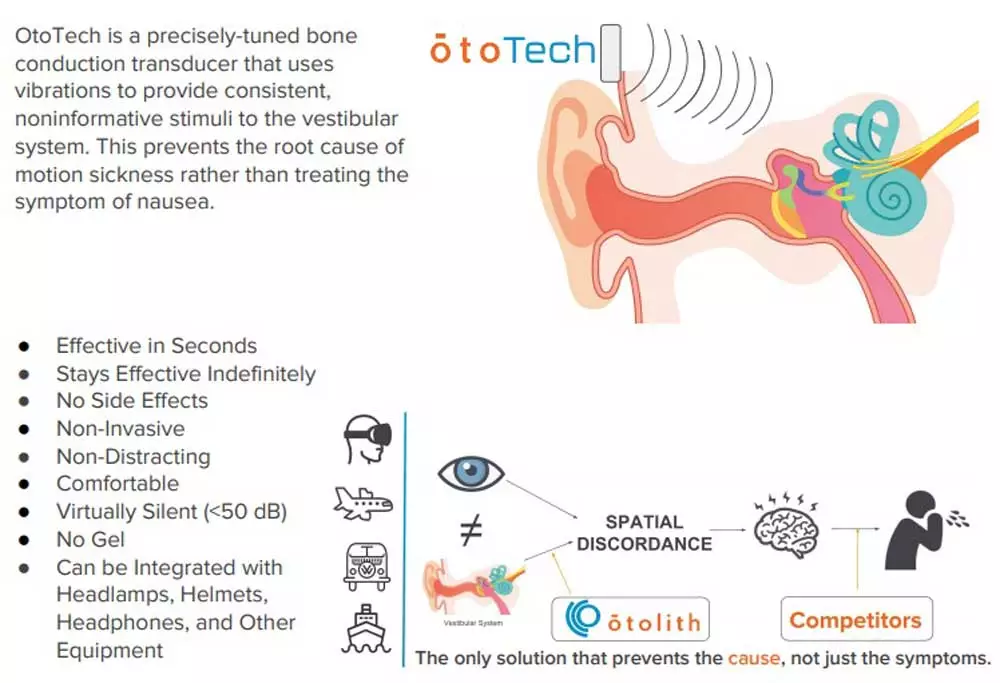 OtoTech is a precisely-tuned bone
conduction transducer that uses
vibrations to provide consistent,
noninformative stimuli to the vestibular
system. This prevents the root cause of
motion sickness rather than treating the
symptom of nausea.
ōtoTech
● Effective in Seconds
● Stays Effective Indefinitely
● No Side Effects
● Non-Invasive
● Non-Distracting
● Comfortable
● Virtually Silent (<50 dB)
● No Gel
● Can be Integrated with
Headlamps, Helmets,
Headphones, and Other
Equipment
≠
SPATIAL
DISCORDANCE
Vestibular System
ōtolith
Competitors
The only solution that prevents the cause, not just the symptoms.